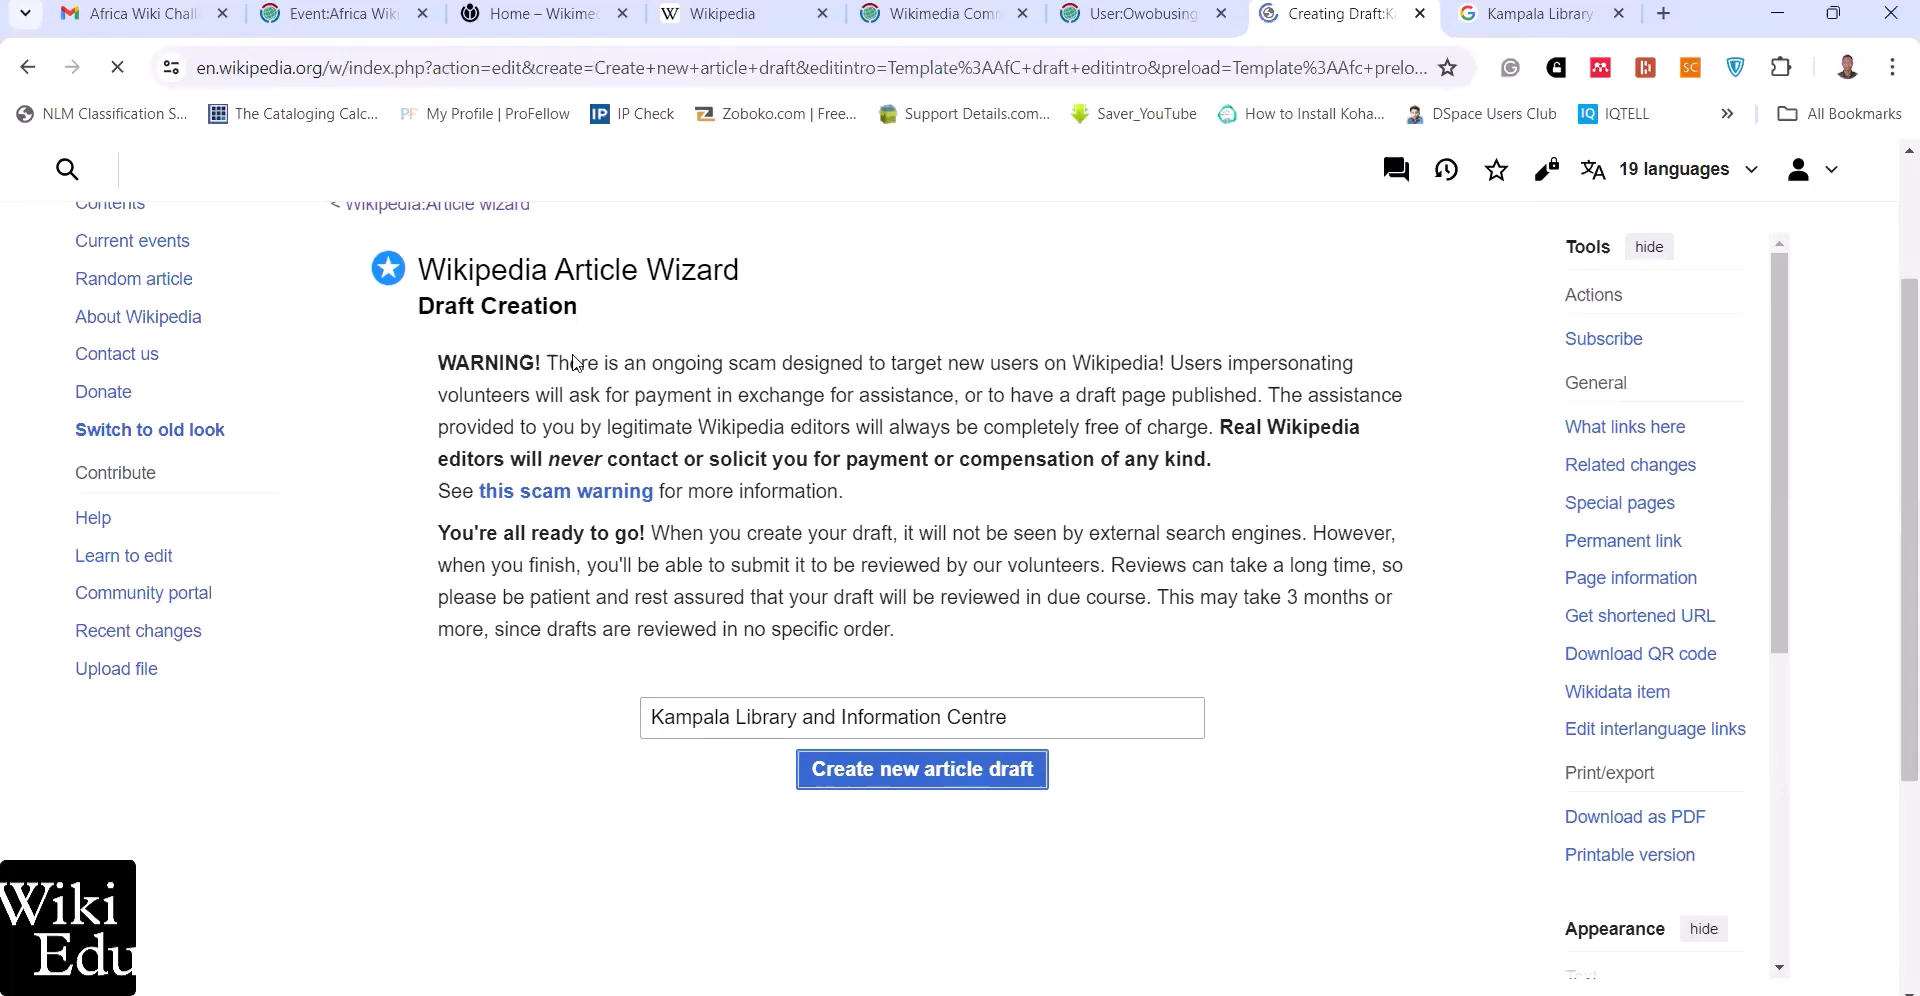 Africa Wiki Chall
Event:Africa Wiki
Home – Wikimed
Wikipedia
Wikimedia Com
User:Owobusing
Creating Draft:K
Kampala Library
en.wikipedia.org/w/index.php?action=edit&create=Create+new+article+draft&editintro=Template%3AAfC+draft+editintro&preload=Template%3AAfc+prelo...
NLM Classification S...
The Cataloging Calc...
PF My Profile | ProFellow
IP IP Check
Zoboko.com | Free...
Support Details.com...
Saver_YouTube
How to Install Koha...
DSpace Users Club
IQ IQTELL
» All Bookmarks
19 languages
Contents
Current events
Random article
About Wikipedia
Contact us
Donate
Switch to old look
Contribute
Help
Learn to edit
Community portal
Recent changes
Upload file
< Wikipedia:Article wizard
Wikipedia Article Wizard
Draft Creation
WARNING! There is an ongoing scam designed to target new users on Wikipedia! Users impersonating
volunteers will ask for payment in exchange for assistance, or to have a draft page published. The assistance
provided to you by legitimate Wikipedia editors will always be completely free of charge. Real Wikipedia
editors will never contact or solicit you for payment or compensation of any kind.
See this scam warning for more information.
You're all ready to go! When you create your draft, it will not be seen by external search engines. However,
when you finish, you'll be able to submit it to be reviewed by our volunteers. Reviews can take a long time, so
please be patient and rest assured that your draft will be reviewed in due course. This may take 3 months or
more, since drafts are reviewed in no specific order.
Kampala Library and Information Centre
Create new article draft
Tools hide
Actions
Subscribe
General
What links here
Related changes
Special pages
Permanent link
Page information
Get shortened URL
Download QR code
Wikidata item
Edit interlanguage links
Print/export
Download as PDF
Printable version
Appearance hide
Wiki
Edu